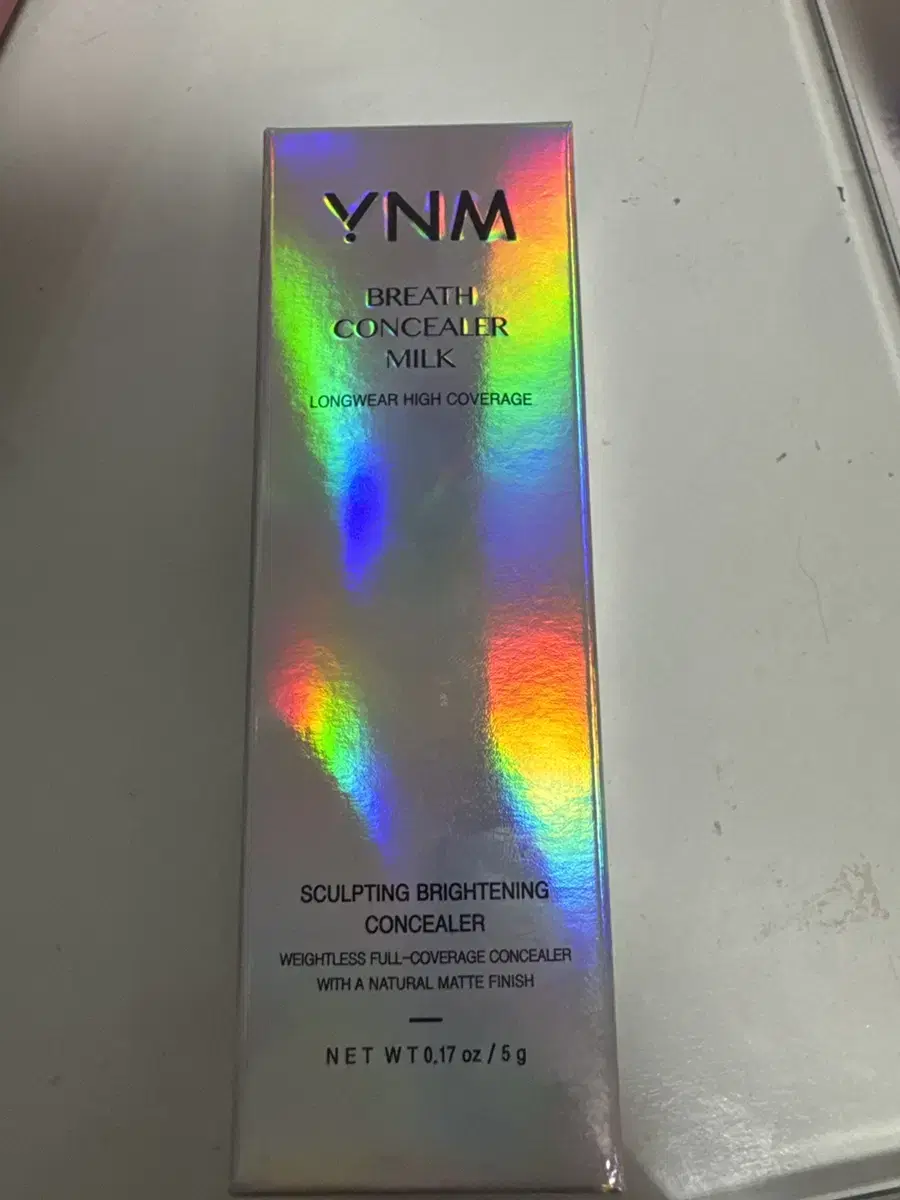 YNM
BREATH
CONCEALER
MILK
LONGWEAR HIGH COVERAGE
SCULPTING BRIGHTENING
CONCEALER
WEIGHTLESS FULL-COVERAGE CONCEALER
WITH A NATURAL MATTE FINISH
NET WT 0,17 oz / 5 g